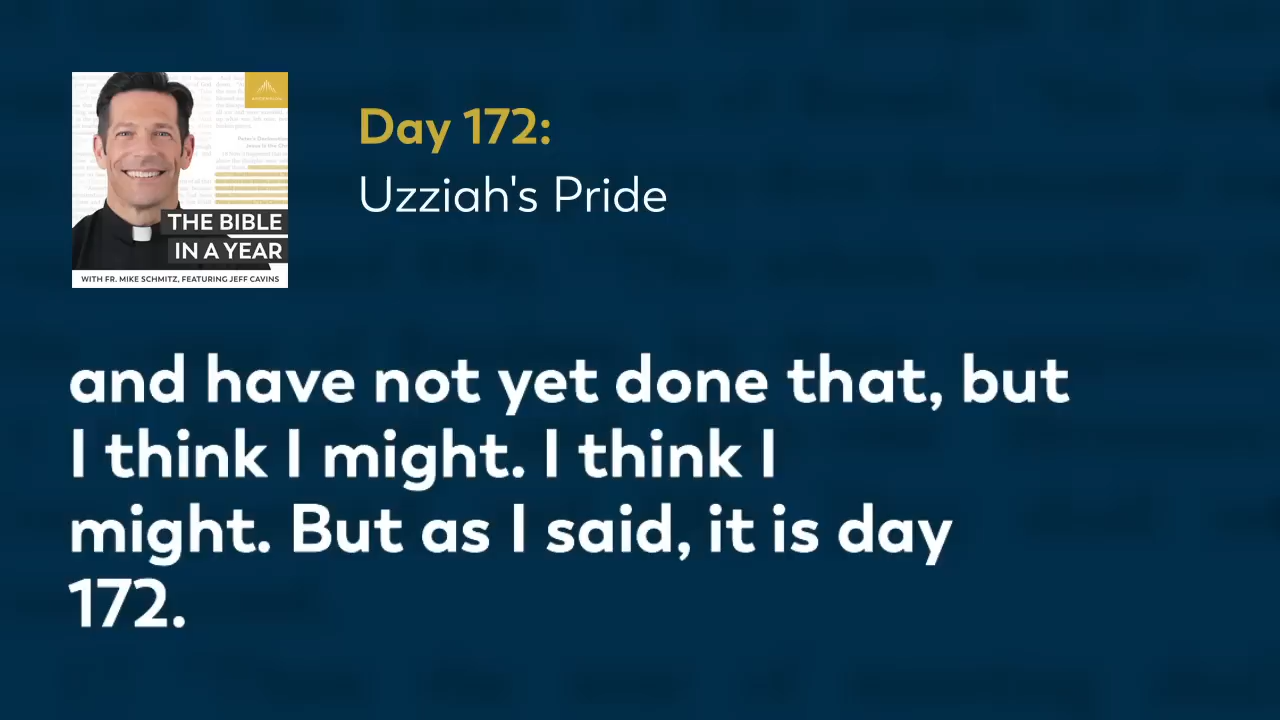 Day 172:
Uzziah's Pride
THE BIBLE
IN A YEAR
WITH FR. MIKE SCHMITZ, FEATURING JEFF CAVINS
and have not yet done that, but
I think I might. I think I
might. But as I said, it is day
172.